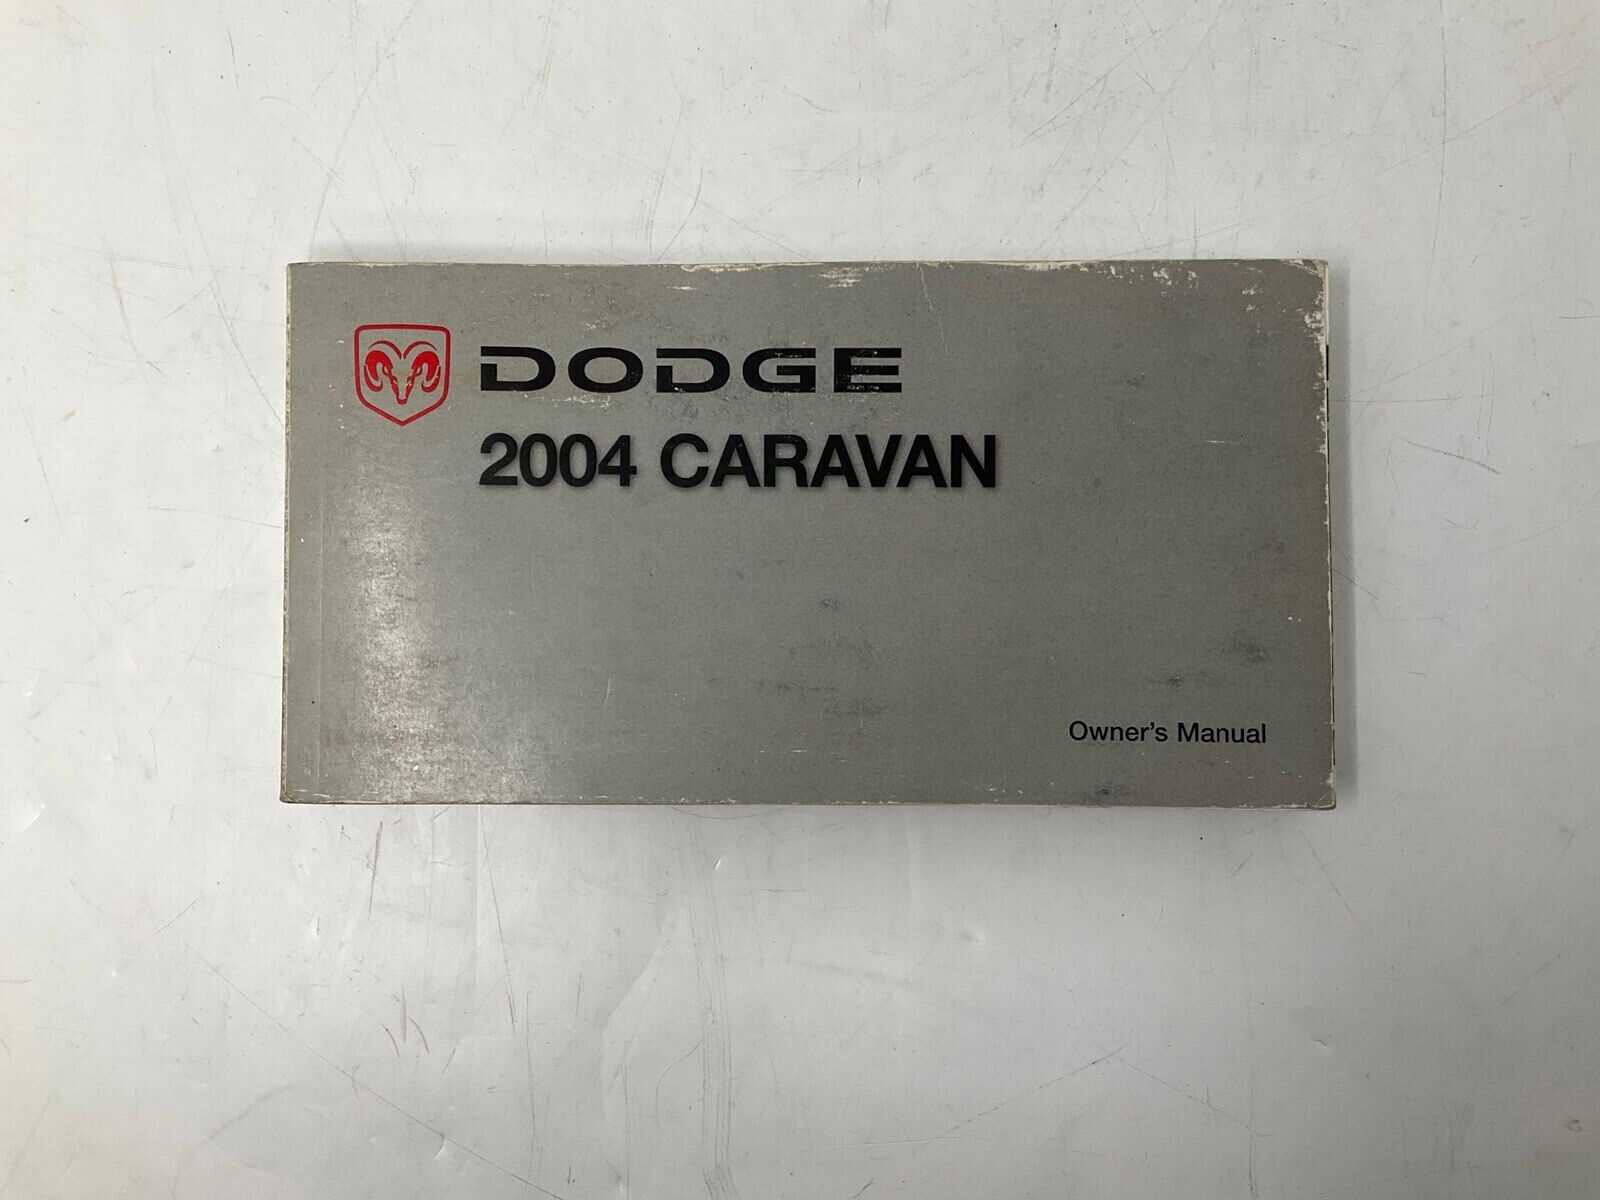 DODGE
2004 CARAVAN
Owner's Manual